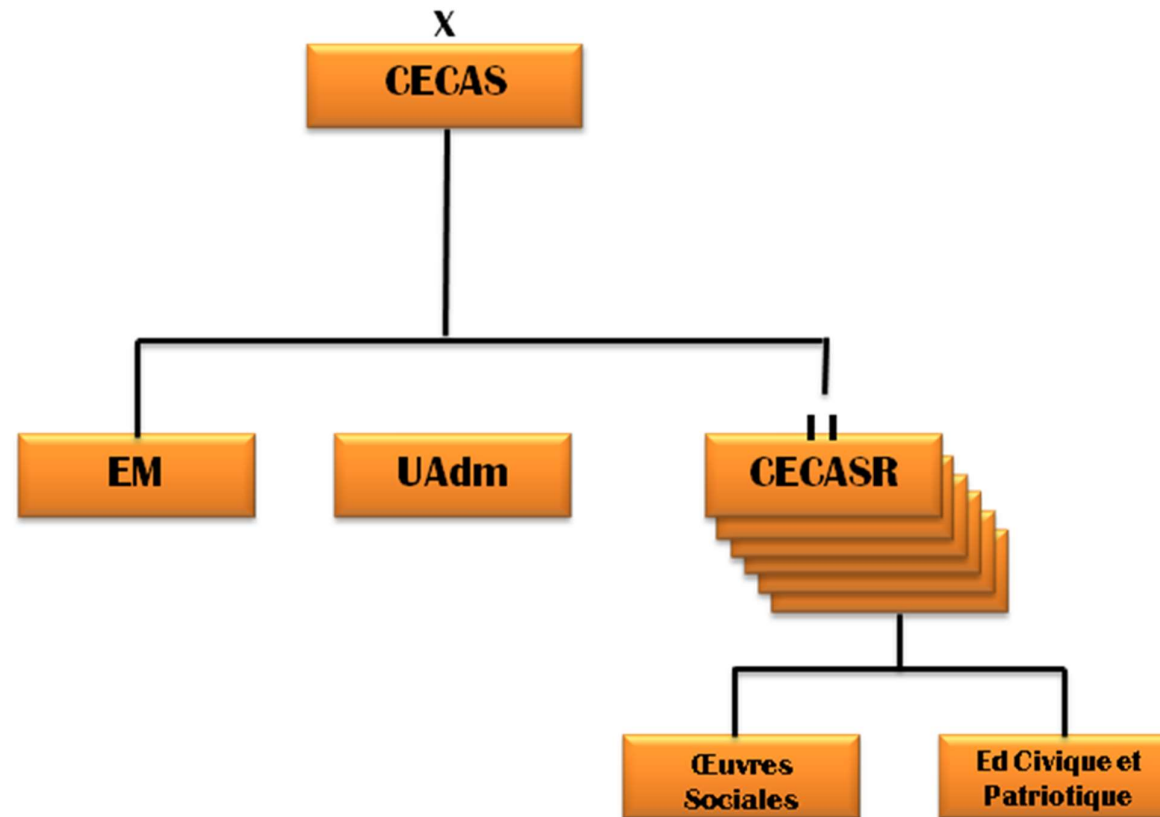 X
CECAS
EM
UAdm
II
CECASR
Œuvres
Sociales
Ed Civique et
Patriotique